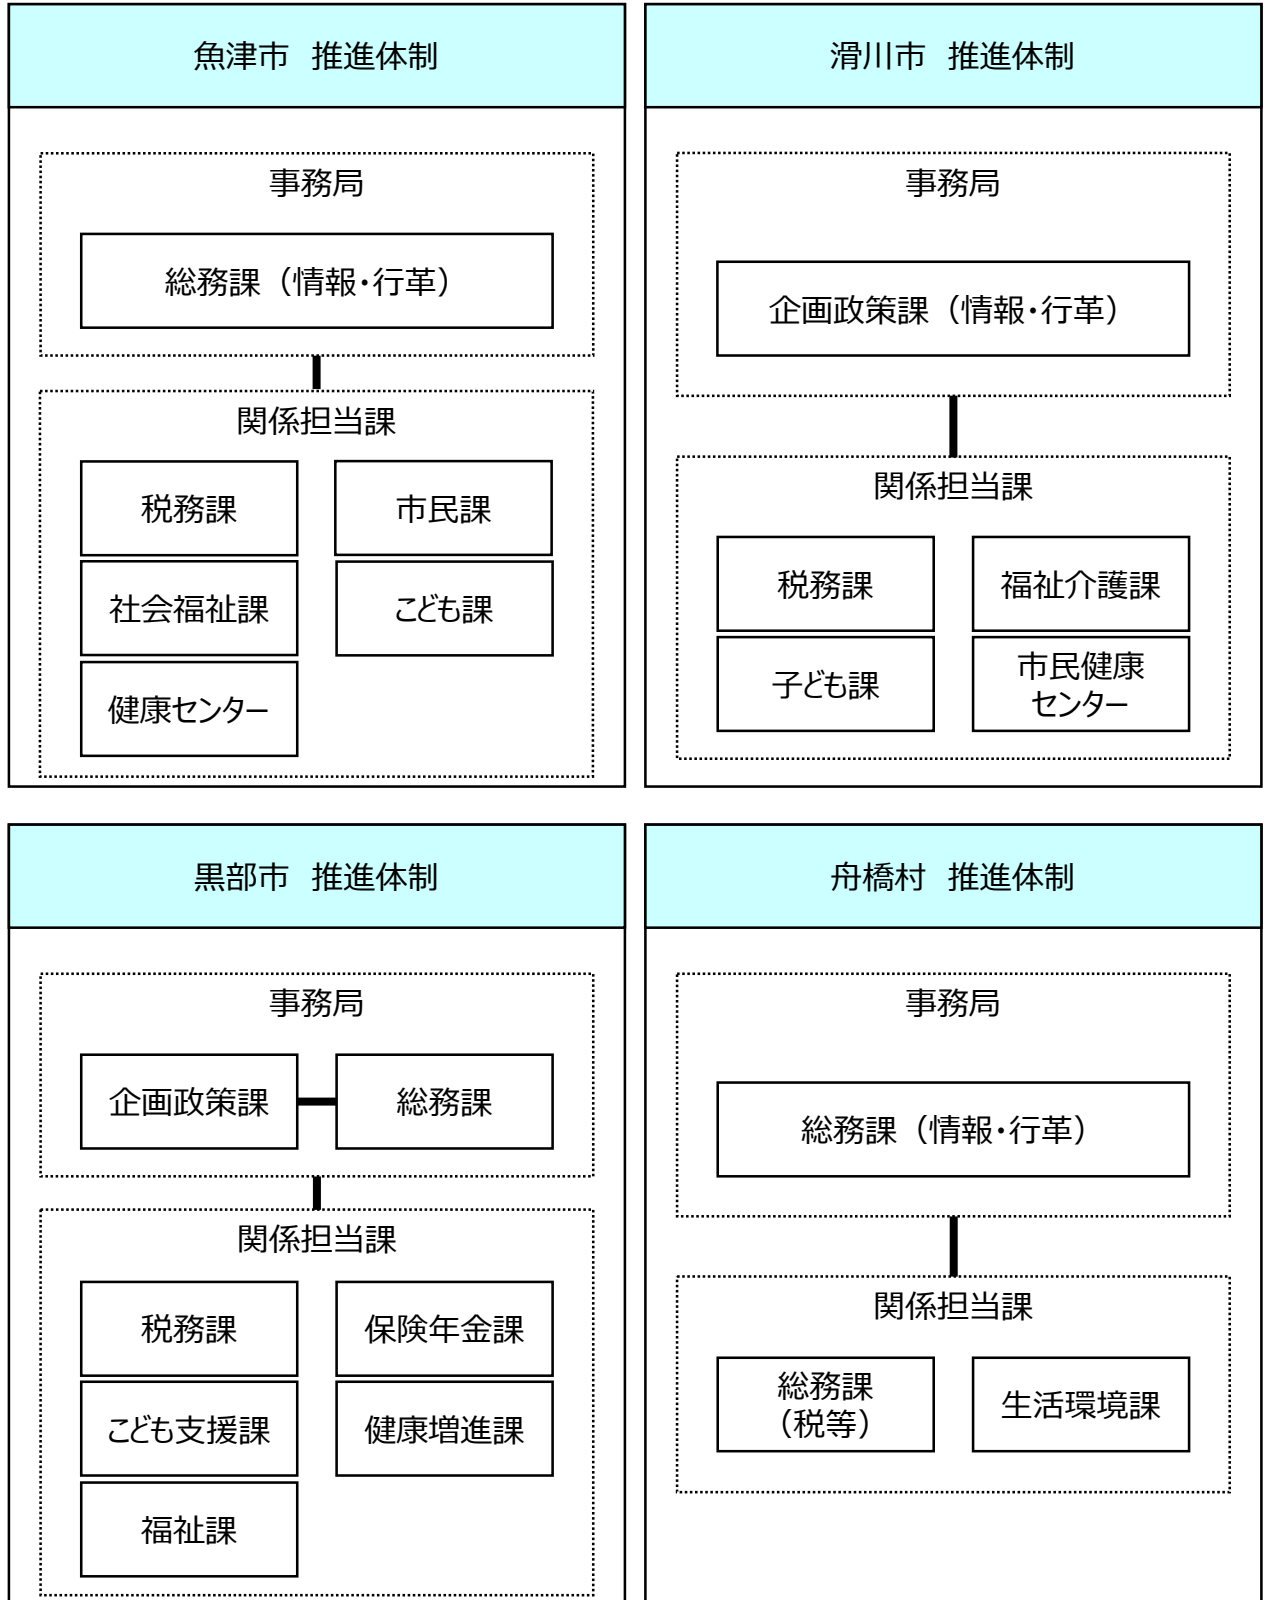 魚津市　推進体制
事務局
総務課（情報・行革）
関係担当課
税務課
市民課
社会福祉課
こども課
健康センター
滑川市　推進体制
事務局
企画政策課（情報・行革）
関係担当課
税務課
福祉介護課
子ども課
市民健康
センター
黒部市　推進体制
事務局
企画政策課
総務課
関係担当課
税務課
保険年金課
こども支援課
健康増進課
福祉課
舟橋村　推進体制
事務局
総務課（情報・行革）
関係担当課
総務課
（税等）
生活環境課